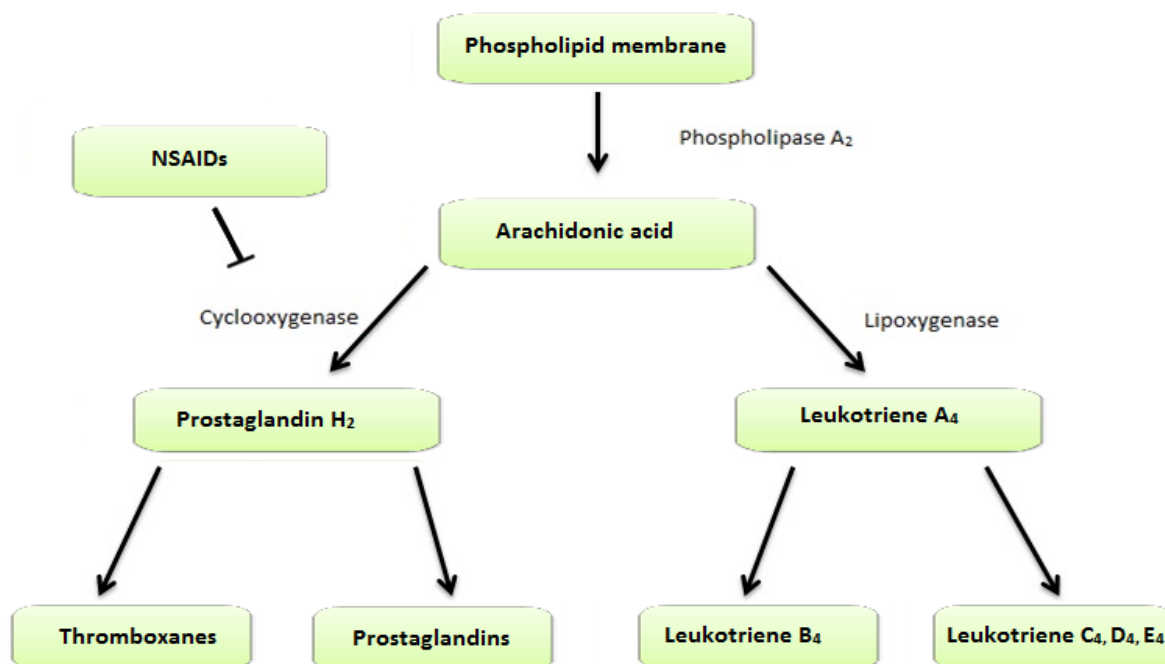 Phospholipid membrane
Phospholipase A₂
NSAIDs
Arachidonic acid
Cyclooxygenase
Lipoxygenase
Prostaglandin H₂
Leukotriene A₄
Thromboxanes
Prostaglandins
Leukotriene B₄
Leukotriene C₄, D₄, E₄